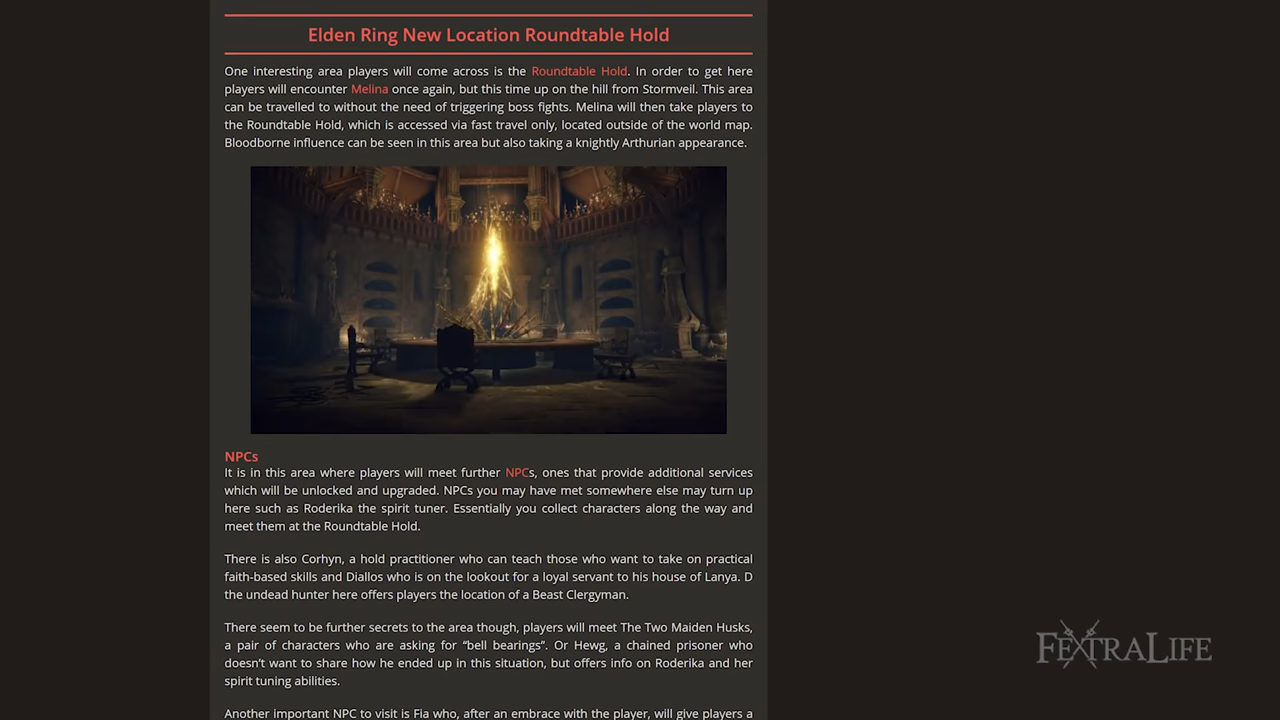 Elden Ring New Location Roundtable Hold
One interesting area players will come across is the Roundtable Hold. In order to get here
players will encounter Melina once again, but this time up on the hill from Stormveil. This area
can be travelled to without the need of triggering boss fights. Melina will then take players to
the Roundtable Hold, which is accessed via fast travel only, located outside of the world map.
Bloodborne influence can be seen in this area but also taking a knightly Arthurian appearance.
NPCs
It is in this area where players will meet further NPCs, ones that provide additional services
which will be unlocked and upgraded. NPCs you may have met somewhere else may turn up
here such as Roderika the spirit tuner. Essentially you collect characters along the way and
meet them at the Roundtable Hold.
There is also Corhyn, a hold practitioner who can teach those who want to take on practical
faith-based skills and Diallos who is on the lookout for a loyal servant to his house of Lanya. D
the undead hunter here offers players the location of a Beast Clergyman.
There seem to be further secrets to the area though, players will meet The Two Maiden Husks,
a pair of characters who are asking for “bell bearings”. Or Hewg, a chained prisoner who
doesn’t want to share how he ended up in this situation, but offers info on Roderika and her
spirit tuning abilities.
Another important NPC to visit is Fia who, after an embrace with the player, will give players a
FEXTRALIFE